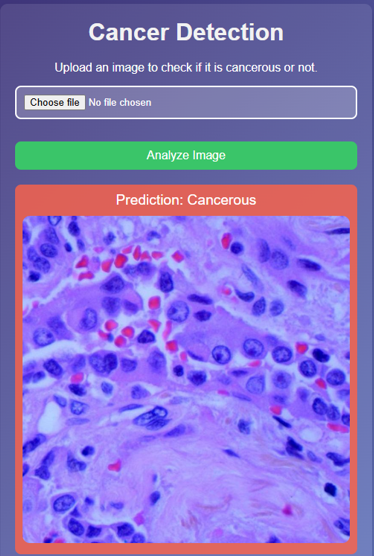 Cancer Detection
Upload an image to check if it is cancerous or not.
Choose file No file chosen
Analyze Image
Prediction: Cancerous